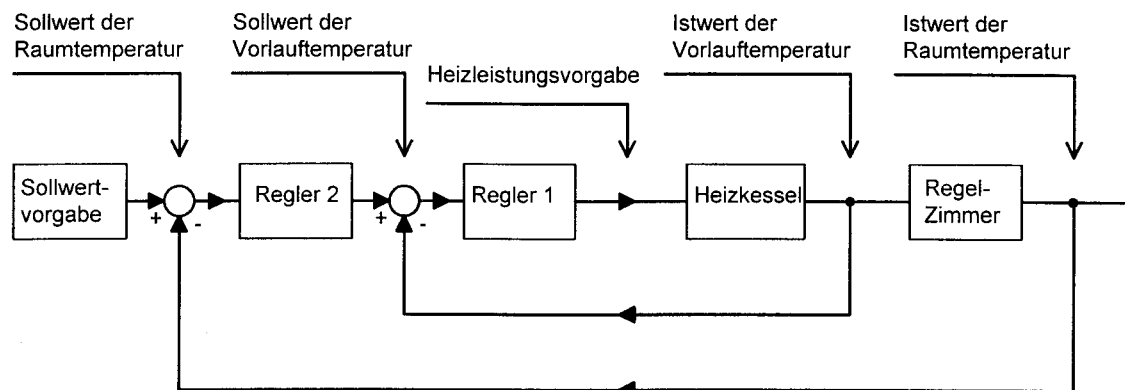 Sollwert der
Raumtemperatur
Sollwert der
Vorlauftemperatur
Heizleistungsvorgabe
Istwert der
Vorlauftemperatur
Istwert der
Raumtemperatur
Sollwert-
vorgabe
+
-
Regler 2
+
-
Regler 1
Heizkessel
Regel-
Zimmer